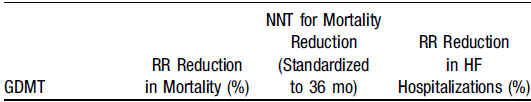 NNT for Mortality
Reduction RR Reduction
RR Reduction (Standardized in HF
GDMT in Mortality (%) to 36 mo) Hospitalizations (%)